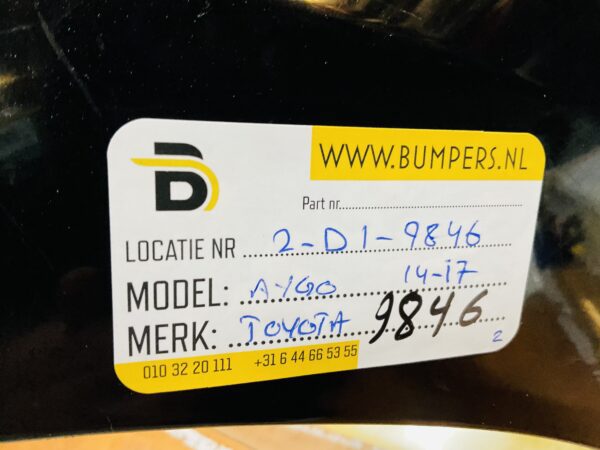 WWW.BUMPERS.NL
B
Part nr.
LOCATIE NR 2-D1-9846
MODEL: AYGO 14-17
MERK: TOYOTA 9846
010 32 20 111 +31 6 44 66 53 55
2